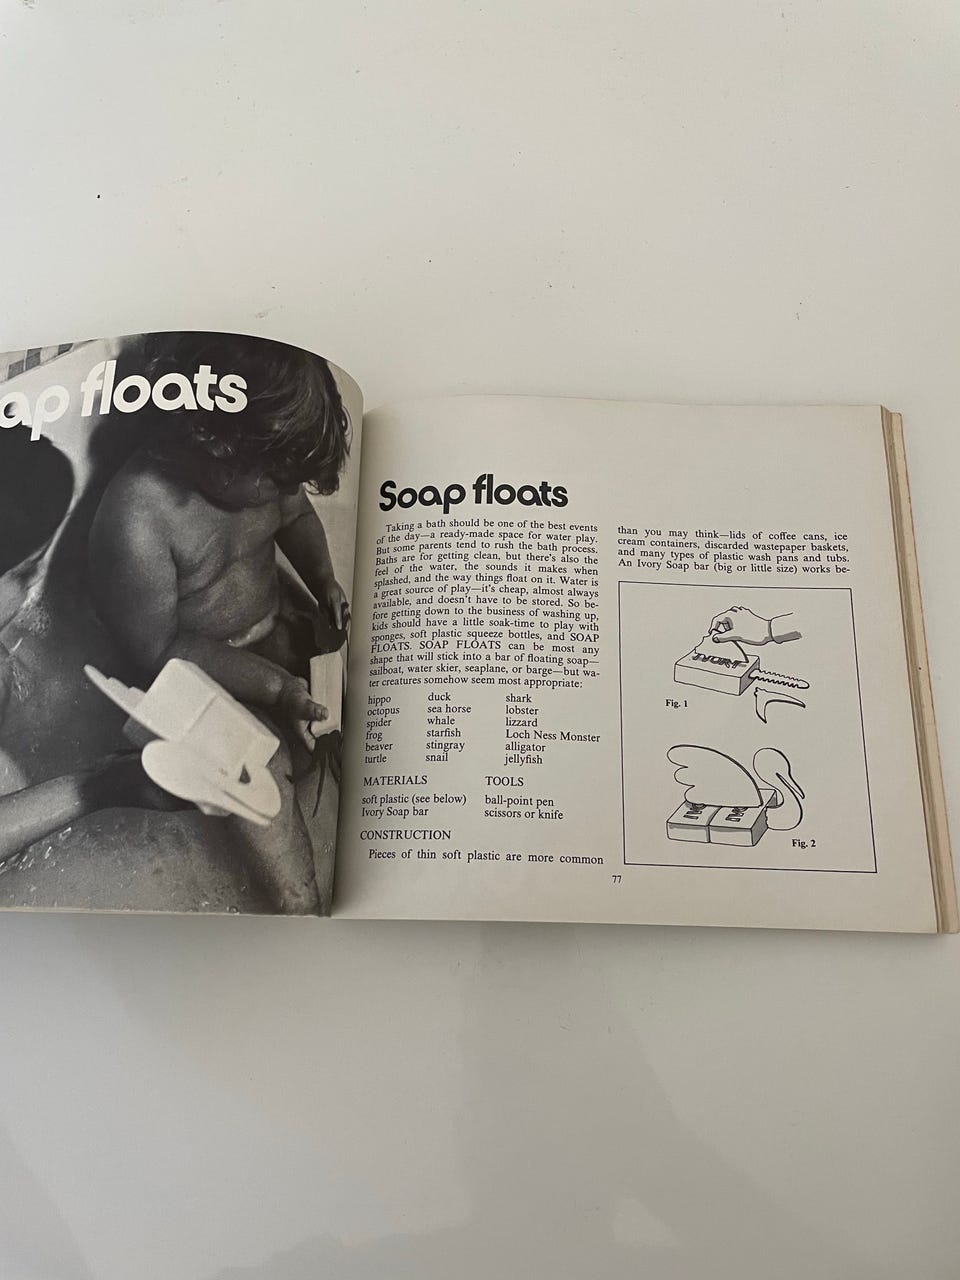 ap floats
Soap floats
Taking a bath should be one of the best events
of the day—a ready-made space for water play.
But some parents tend to rush the bath process.
Baths are for getting clean, but there's also the
feel of the water, the sounds it makes when
splashed, and the way things float on it. Water is
a great source of play—it's cheap, almost always
available, and doesn't have to be stored. So be-
fore getting down to the business of washing up,
kids should have a little soak-time to play with
sponges, soft plastic squeeze bottles, and SOAP
FLOATS. SOAP FLOATS can be most any
shape that will stick into a bar of floating soap—
sailboat, water skier, seaplane, or barge—but wa-
ter creatures somehow seem most appropriate:
hippo duck shark
octopus sea horse lobster
spider whale lizzard
frog starfish Loch Ness Monster
beaver stingray alligator
turtle snail jellyfish
MATERIALS TOOLS
soft plastic (see below) ball-point pen
Ivory Soap bar scissors or knife
CONSTRUCTION
Pieces of thin soft plastic are more common
than you may think—lids of coffee cans, ice
cream containers, discarded wastepaper baskets,
and many types of plastic wash pans and tubs.
An Ivory Soap bar (big or little size) works be-
IVORY
Fig. 1
Fig. 2
77